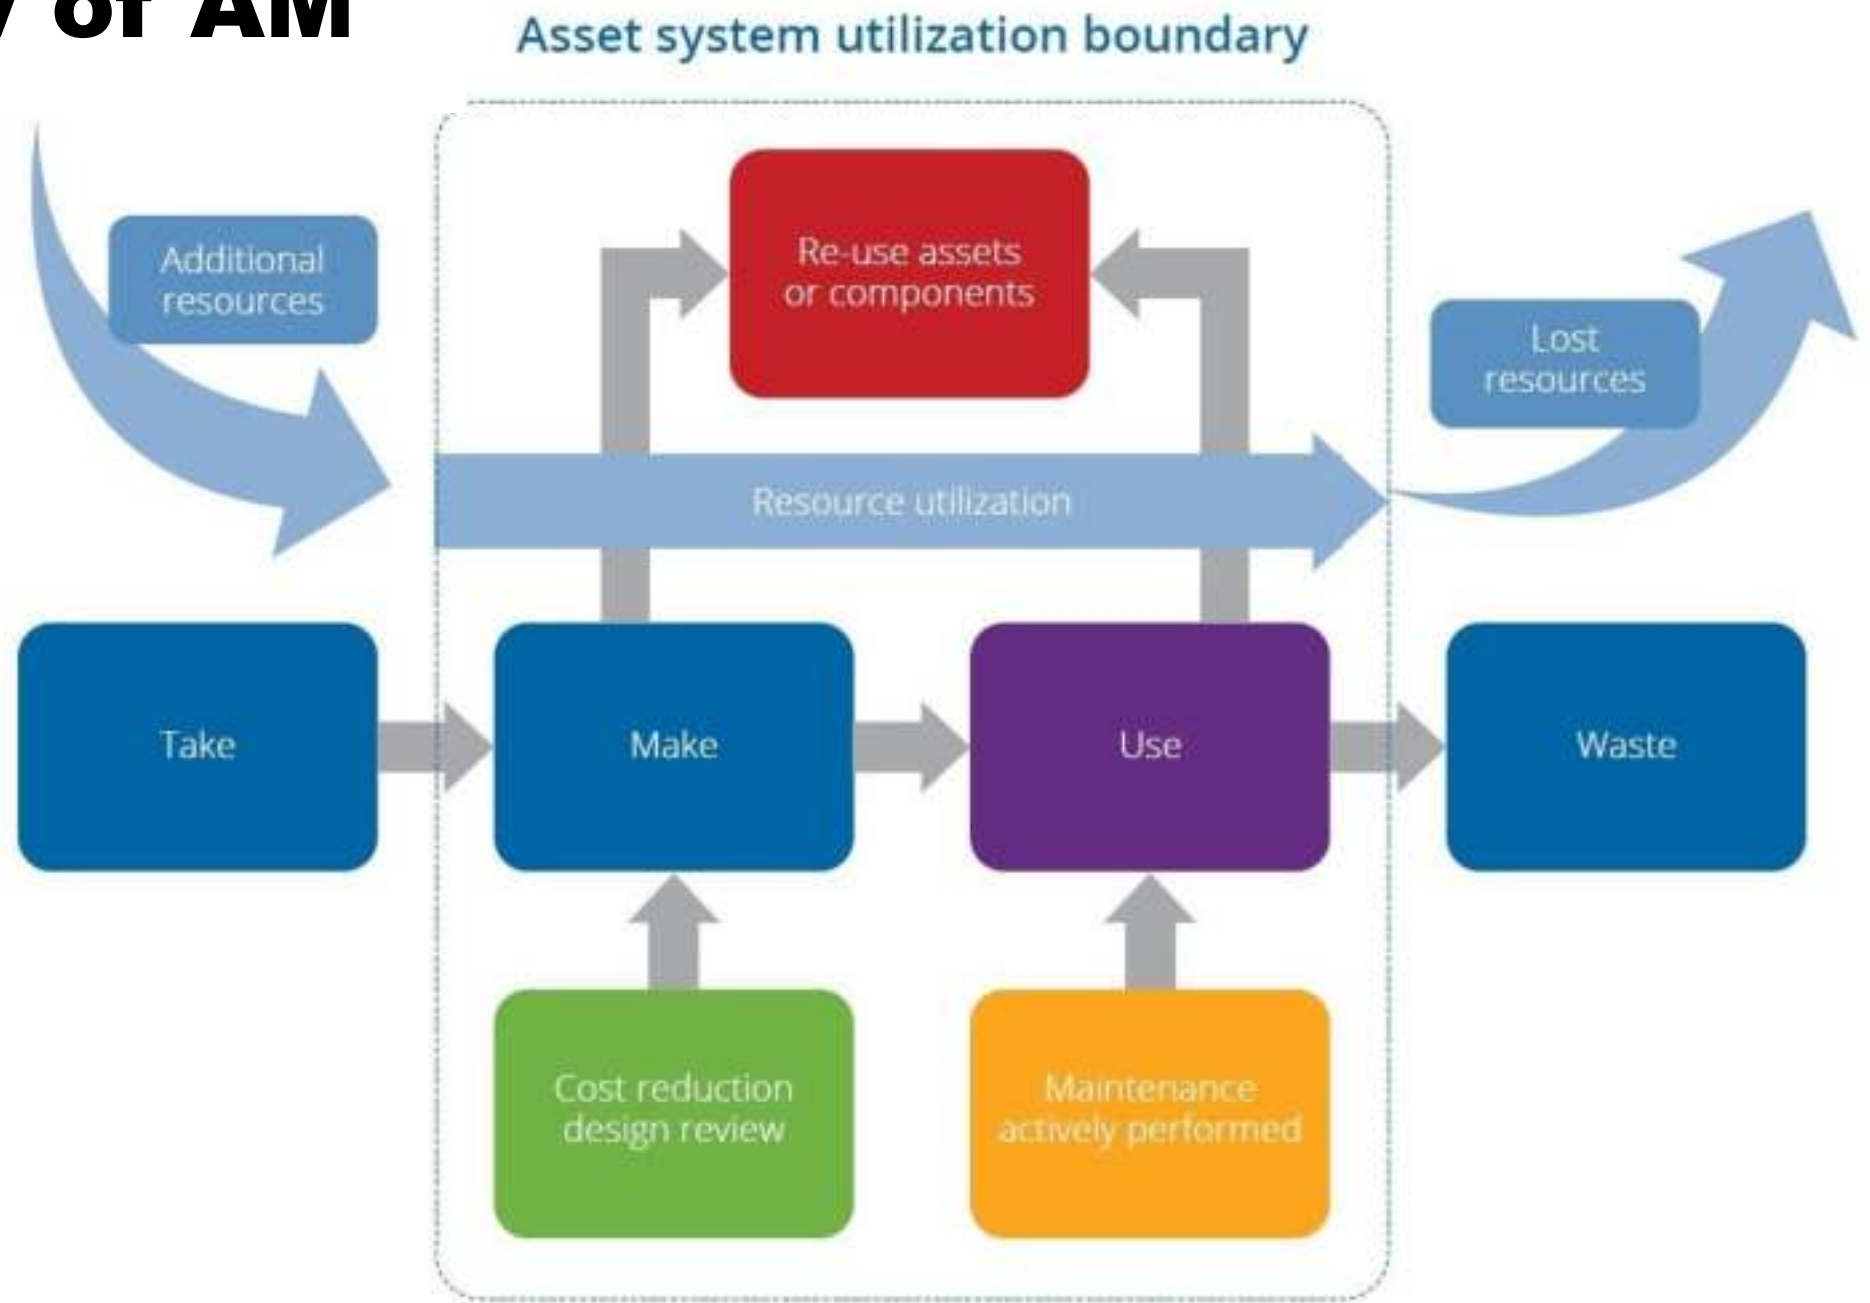 of AM
Asset system utilization boundary
Additional
resources
Re-use assets
or components
Lost
resources
Resource utilization
Take
Make
Use
Waste
Cost reduction
design review
Maintenance
actively performed